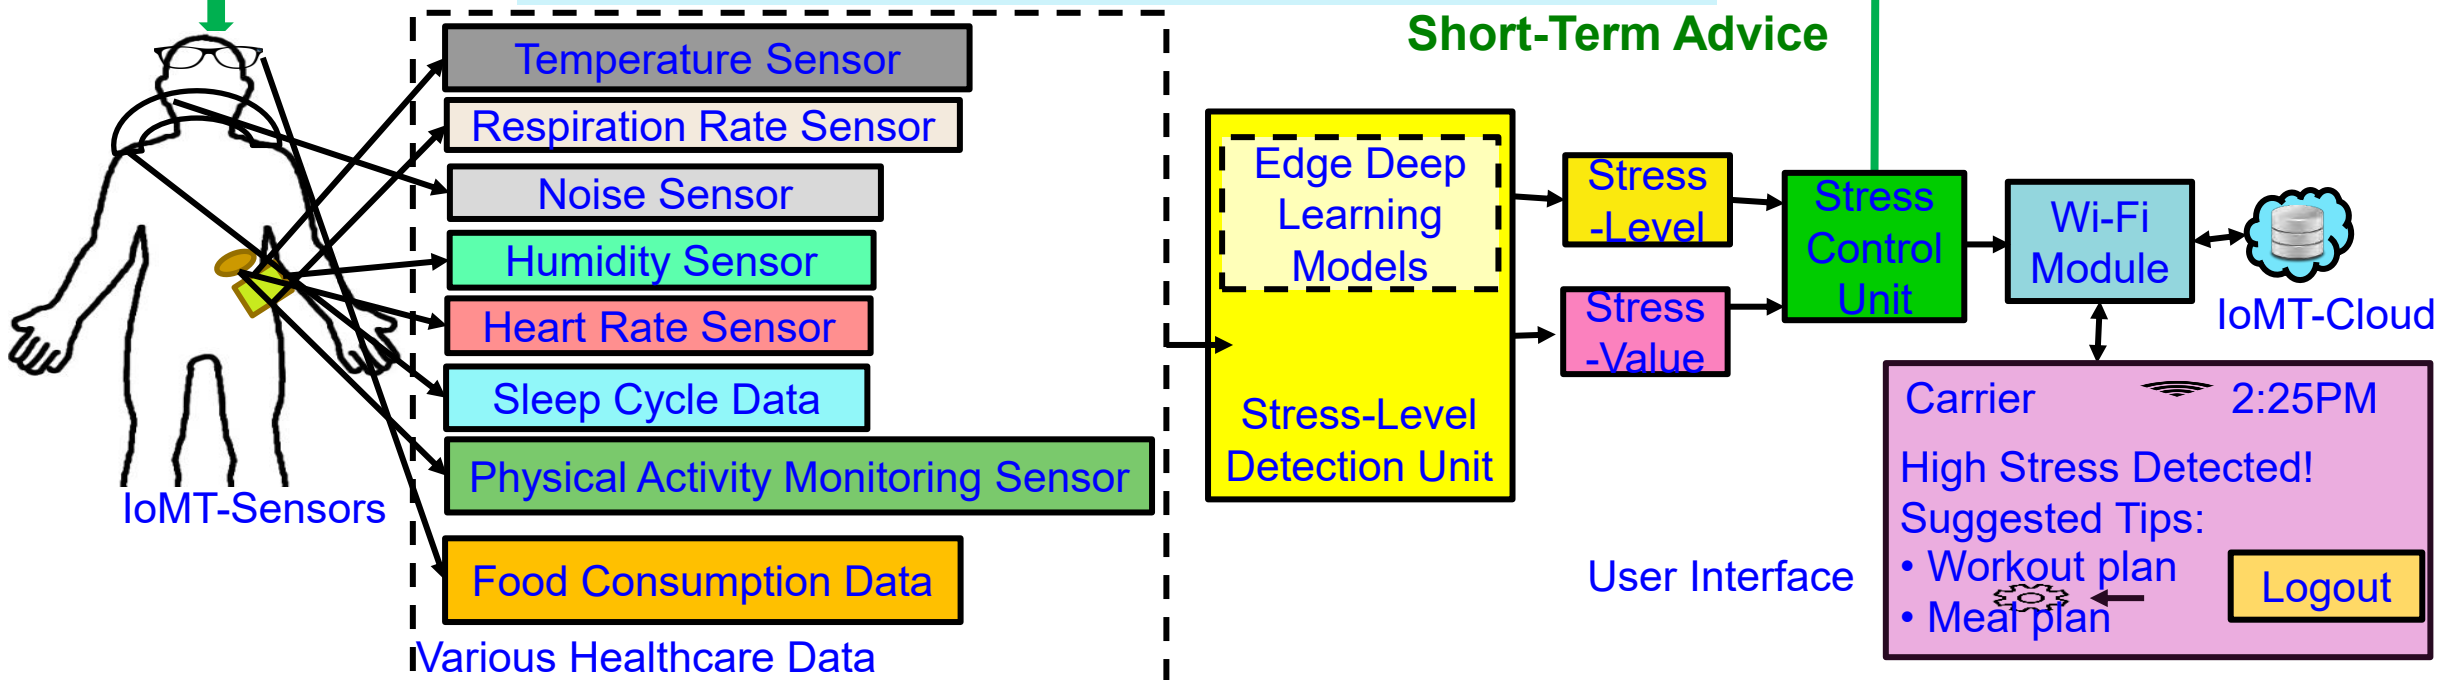 Short-Term Advice
Temperature Sensor
Respiration Rate Sensor
Noise Sensor
Humidity Sensor
Heart Rate Sensor
Sleep Cycle Data
Physical Activity Monitoring Sensor
Food Consumption Data
Various Healthcare Data
IoMT-Sensors
Edge Deep
Learning
Models
Stress-Level
Detection Unit
Stress
-Level
Stress
-Value
Stress
Control
Unit
Wi-Fi
Module
IoMT-Cloud
User Interface
Carrier 2:25PM
High Stress Detected!
Suggested Tips:
• Workout plan
• Meal plan
Logout